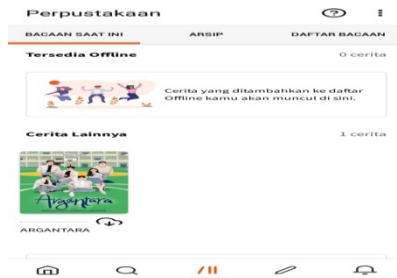 Perpustakaan
BACAAN SAAT INI
ARSIP
DAFTAR BACAAN
Tersedia Offline
0 cerita
Cerita yang ditambahkan ke daftar
Offline kamu akan muncul di sini.
Cerita Lainnya
1 cerita
Argantara
ARGANTARA